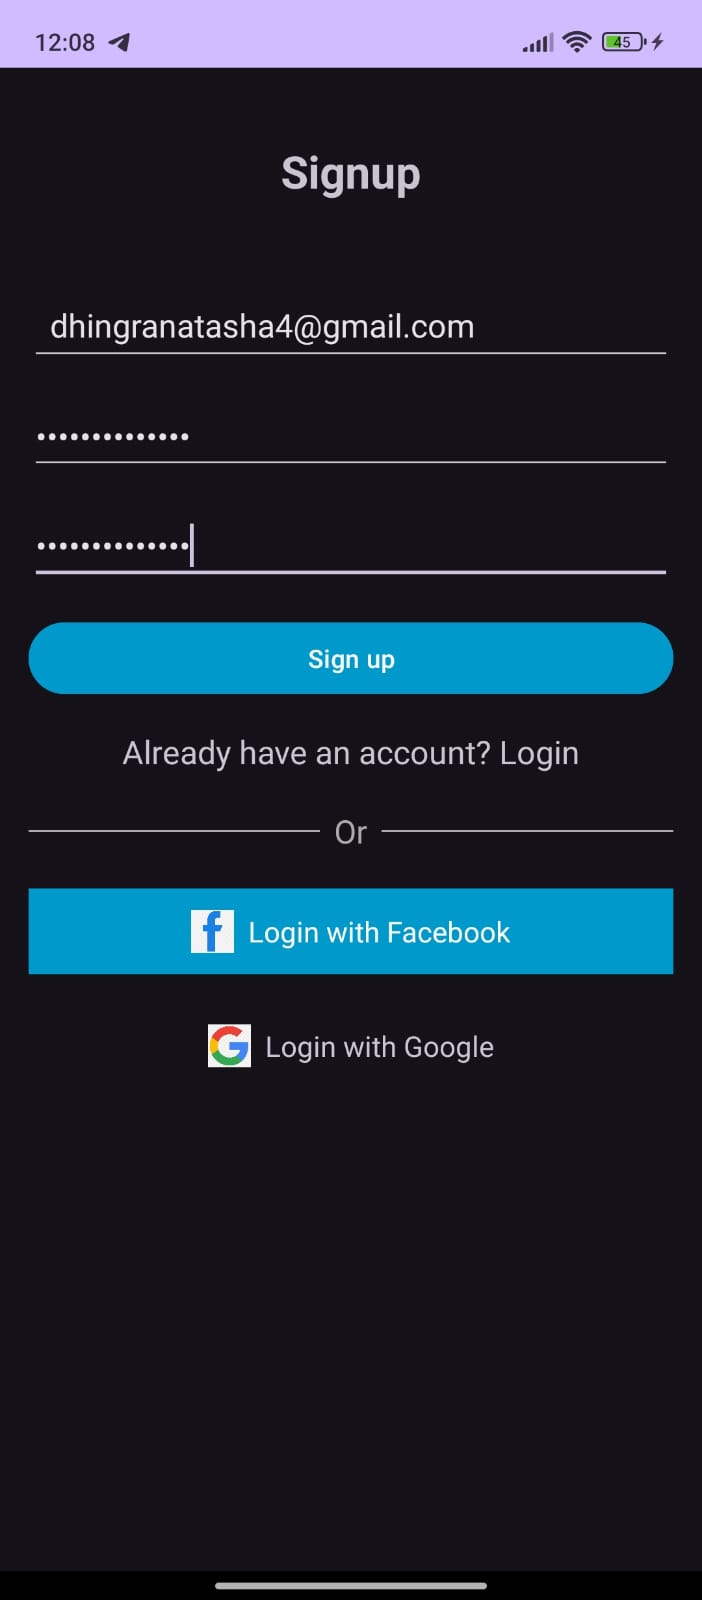 12:08
45
Signup
dhingranatasha4@gmail.com
••••••••••••••
••••••••••••••
Sign up
Already have an account? Login
Or
Login with Facebook
Login with Google